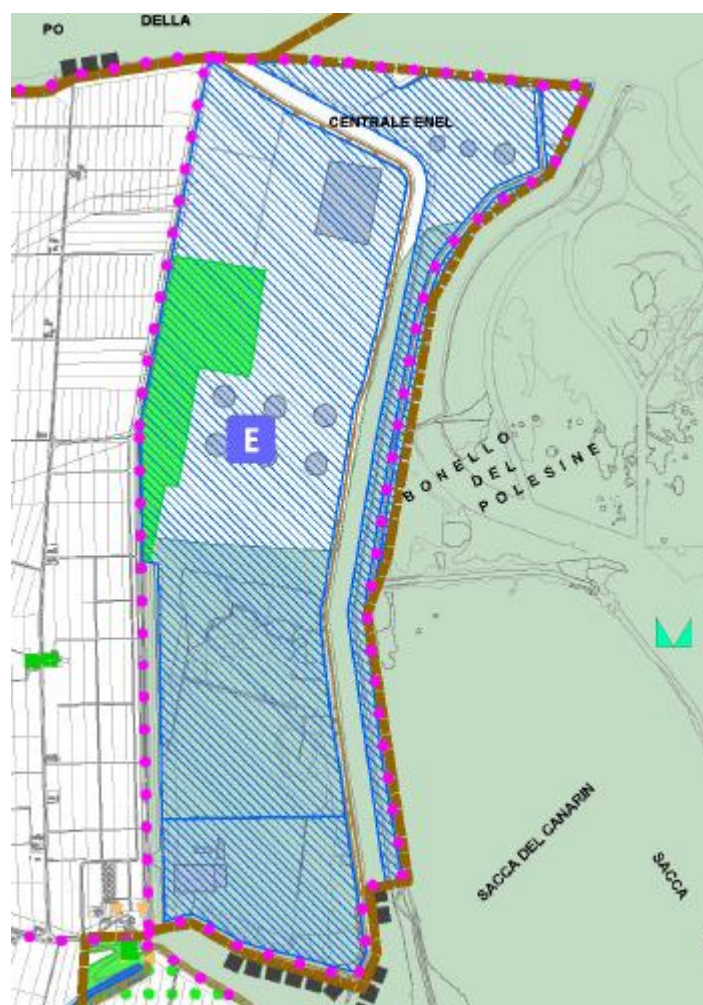 PO
DELLA
CENTRALE ENEL
E
BONELLO
DEL
POLESINE
SACCA DEL CANARIN
SACCA